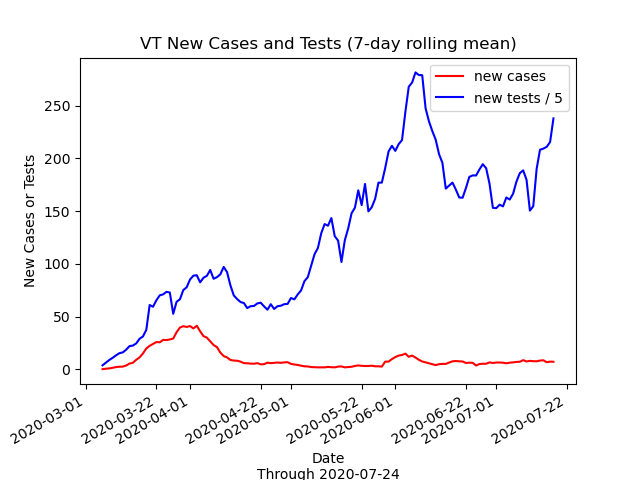 VT New Cases and Tests (7-day rolling mean)
new cases
new tests / 5
New Cases or Tests
250
200
150
100
50
0
2020-03-01
2020-03-22
2020-04-01
2020-04-22
2020-05-01
2020-05-22
2020-06-01
2020-06-22
2020-07-01
2020-07-22
Date
Through 2020-07-24